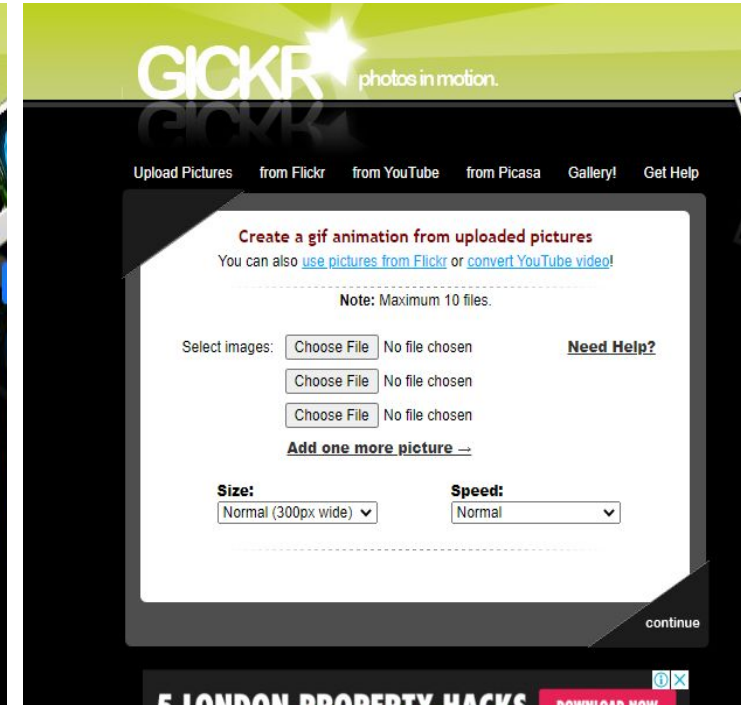 GICKR photos in motion.
Upload Pictures from Flickr from YouTube from Picasa Gallery! Get Help
Create a gif animation from uploaded pictures
You can also use pictures from Flickr or convert YouTube video!
Note: Maximum 10 files.
Select images: Choose File No file chosen Need Help?
Choose File No file chosen
Choose File No file chosen
Add one more picture →
Size: Speed:
Normal (300px wide) Normal
continue
5 LONDON PROPERTY HACKS DOWNLOAD NOW